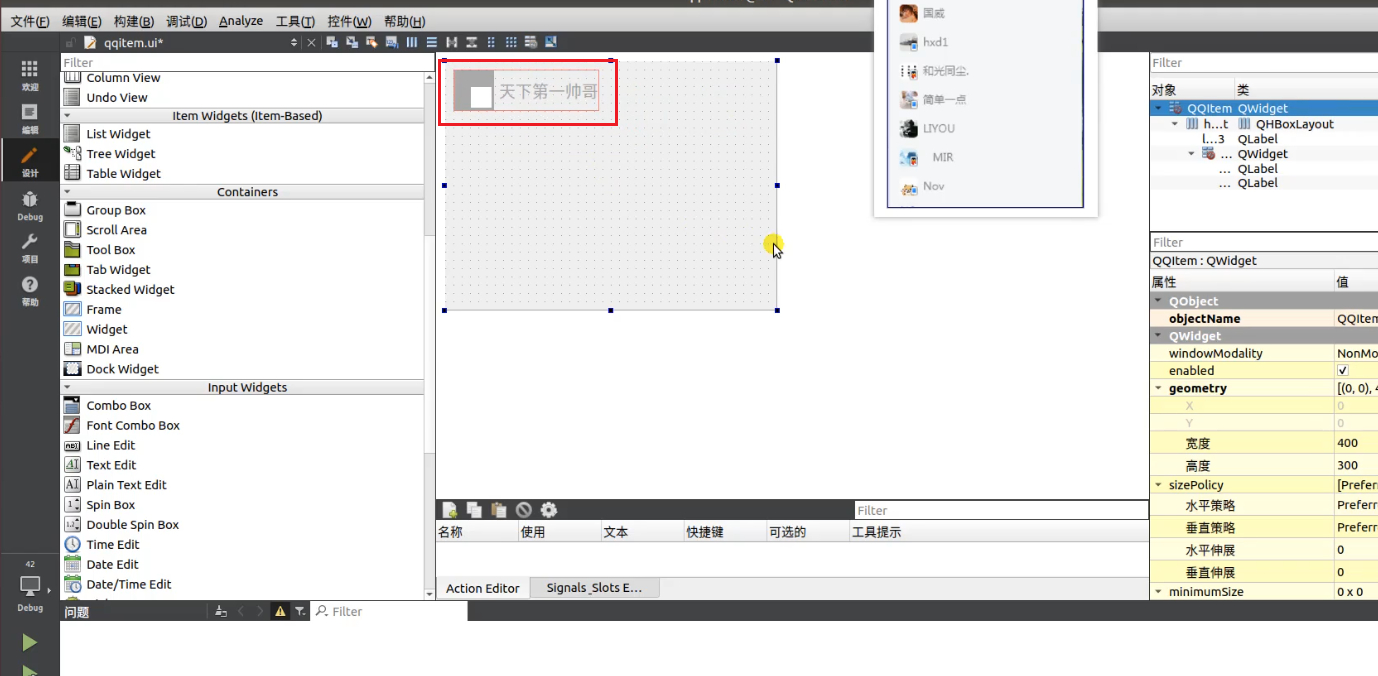 文件(F) 编辑(E) 构建(B) 调试(D) Analyze 工具(T) 控件(W) 帮助(H)
qqitem.ui*
欢迎
编辑
设计
Debug
项目
帮助
42
Debug
Filter
Column View
Undo View
Item Widgets (Item-Based)
List Widget
Tree Widget
Table Widget
Containers
Group Box
Scroll Area
Tool Box
Tab Widget
Stacked Widget
Frame
Widget
MDI Area
Dock Widget
Input Widgets
Combo Box
Font Combo Box
Line Edit
Text Edit
Plain Text Edit
Spin Box
Double Spin Box
Time Edit
Date Edit
Date/Time Edit
天下第一帅哥
国威
hxd1
和光同尘.
简单一点
LIYOU
MIR
Nov
Filter
名称 使用 文本 快捷键 可选的 工具提示
Action Editor Signals_Slots E...
问题 Filter
Filter
对象 类
QQItem QWidget
h...t QHBoxLayout
l...3 QLabel
... QWidget
... QLabel
... QLabel
Filter
QQItem : QWidget
属性 值
QObject
objectName QQItem
QWidget
windowModality NonMo
enabled
geometry [(0, 0), 4
X 0
Y 0
宽度 400
高度 300
sizePolicy [Preferr
水平策略 Preferr
垂直策略 Preferr
水平伸展 0
垂直伸展 0
minimumSize 0 x 0